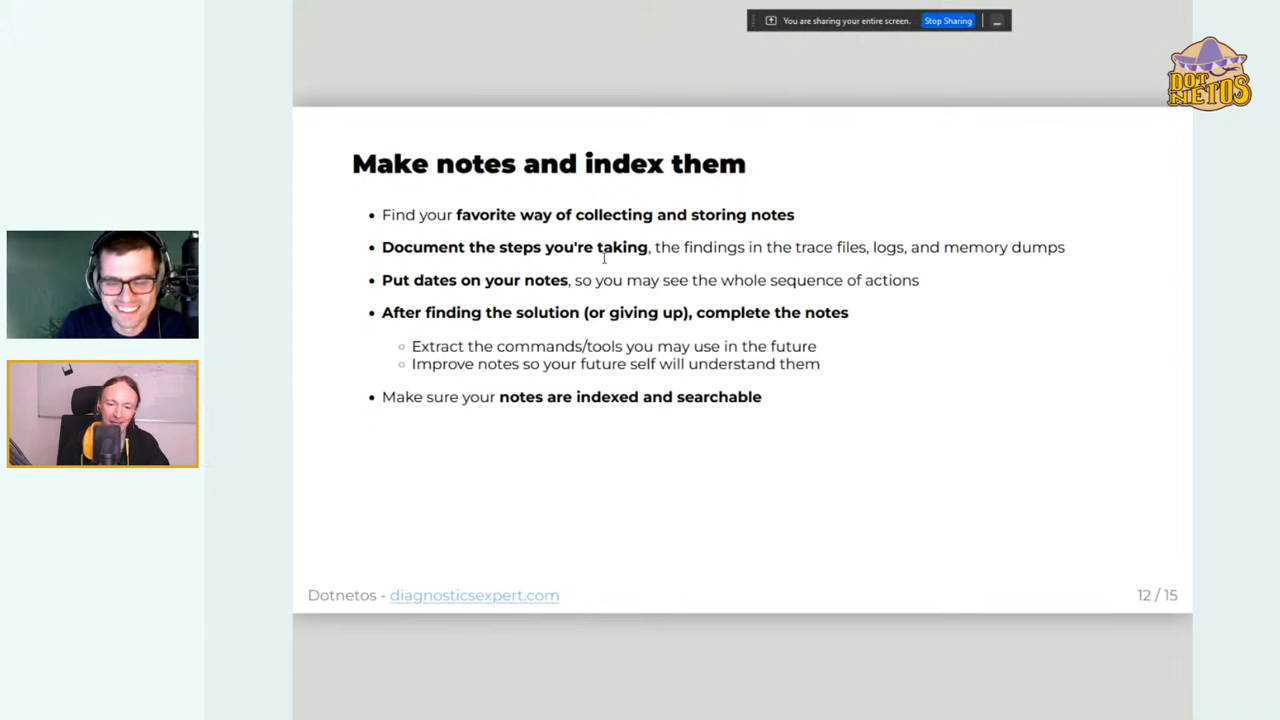 You are sharing your entire screen.
Stop Sharing
DOT
NETOS
Make notes and index them
Find your favorite way of collecting and storing notes
Document the steps you're taking, the findings in the trace files, logs, and memory dumps
Put dates on your notes, so you may see the whole sequence of actions
After finding the solution (or giving up), complete the notes
Extract the commands/tools you may use in the future
Improve notes so your future self will understand them
Make sure your notes are indexed and searchable
Dotnetos - diagnosticsexpert.com
12 / 15